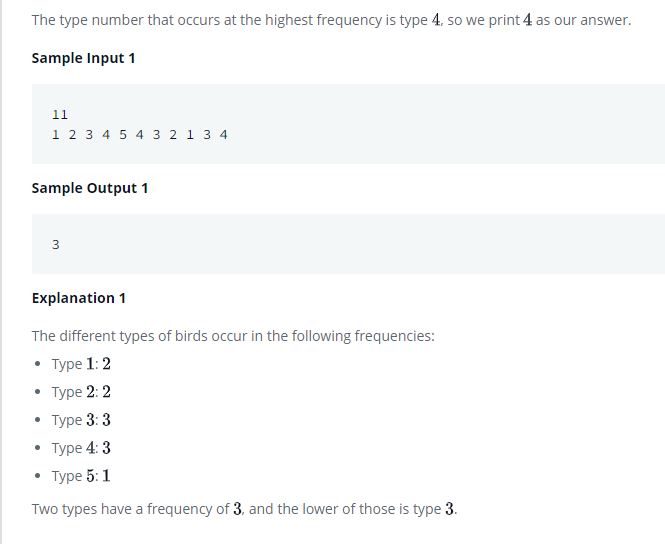 The type number that occurs at the highest frequency is type 4, so we print 4 as our answer.
Sample Input 1
11
1 2 3 4 5 4 3 2 1 3 4
Sample Output 1
3
Explanation 1
The different types of birds occur in the following frequencies:
• Type 1: 2
• Type 2: 2
• Type 3: 3
• Type 4: 3
• Type 5: 1
Two types have a frequency of 3, and the lower of those is type 3.